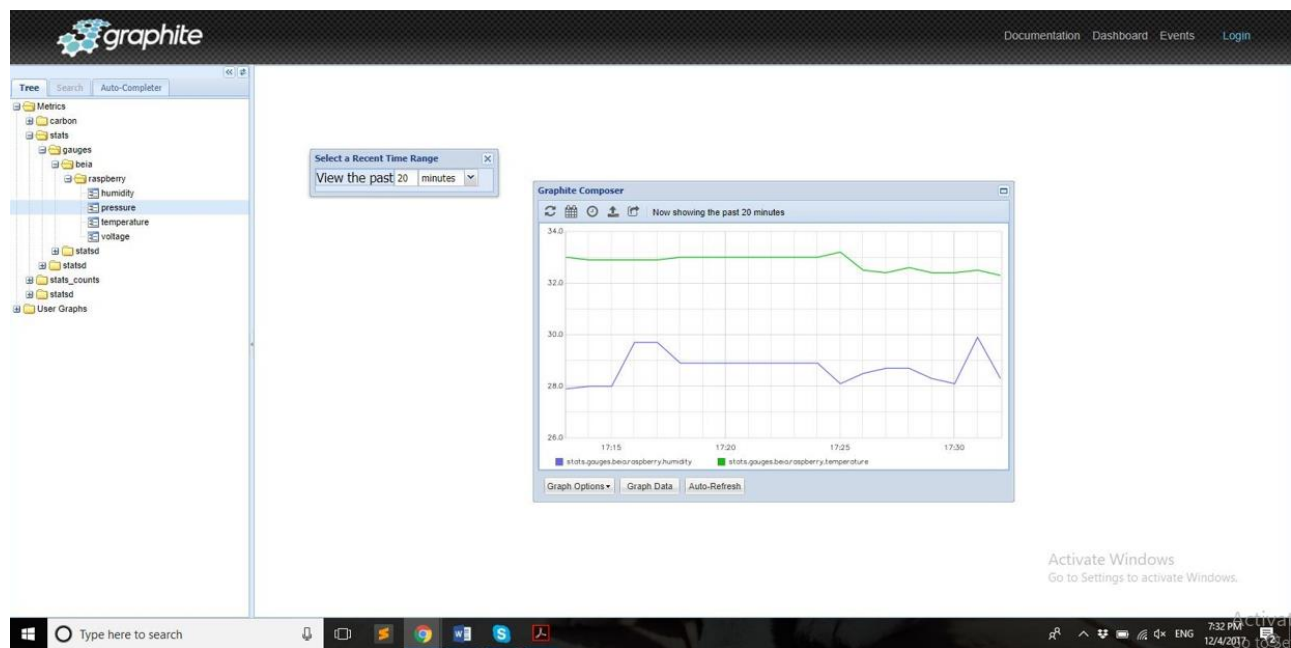 graphite
Documentation Dashboard Events Login
Tree Search Auto-Completer
Metrics
carbon
stats
gauges
beia
raspberry
humidity
pressure
temperature
voltage
statsd
statsd
stats_counts
statsd
User Graphs
Select a Recent Time Range
View the past 20 minutes
Graphite Composer
Now showing the past 20 minutes
34.0
32.0
30.0
28.0
26.0
17:15 17:20 17:25 17:30
stats.gauges.beia.raspberry.humidity stats.gauges.beia.raspberry.temperature
Graph Options Graph Data Auto-Refresh
Activate Windows
Go to Settings to activate Windows.
Type here to search
ENG
7:32 PM
12/4/2017
2